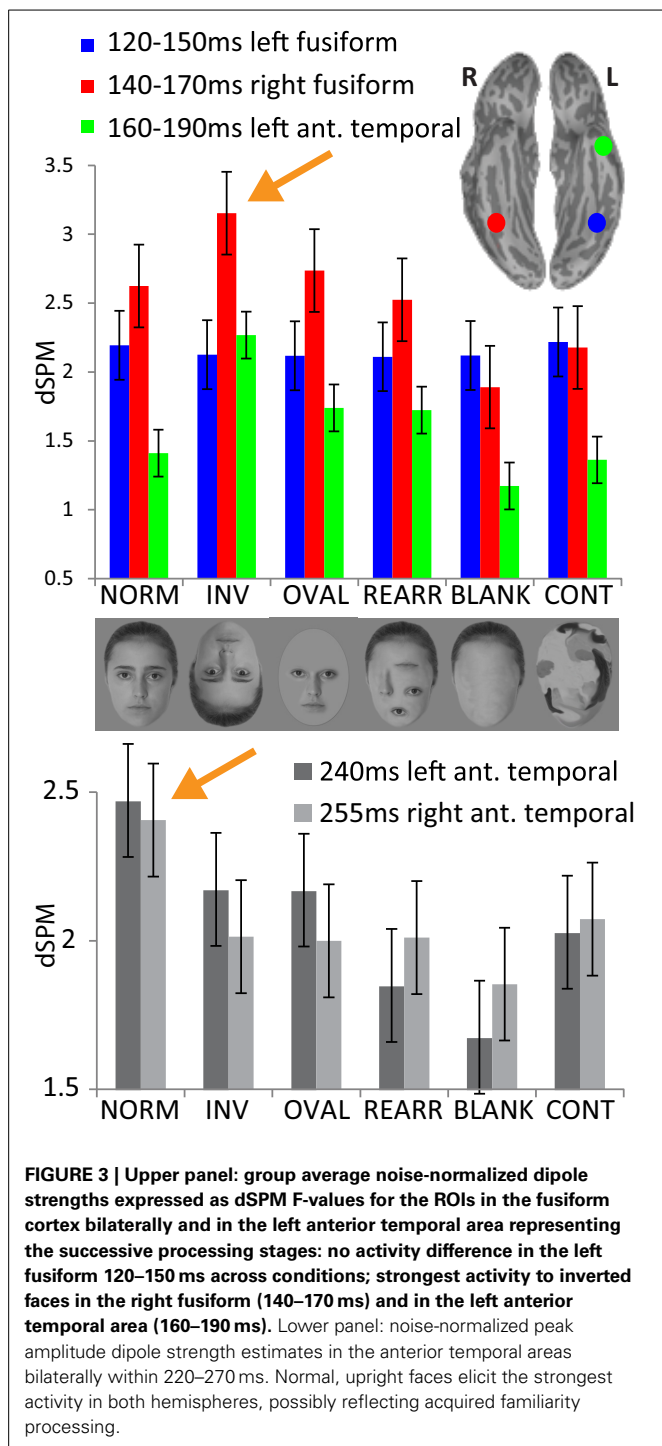 120-150ms left fusiform
140-170ms right fusiform
160-190ms left ant. temporal
R L
3.5
3
2.5
2
1.5
1
0.5
dSPM
NORM INV OVAL REARR BLANK CONT
240ms left ant. temporal
255ms right ant. temporal
2.5
2
1.5
dSPM
NORM INV OVAL REARR BLANK CONT
FIGURE 3 | Upper panel: group average noise-normalized dipole
strengths expressed as dSPM F-values for the ROIs in the fusiform
cortex bilaterally and in the left anterior temporal area representing
the successive processing stages: no activity difference in the left
fusiform 120–150 ms across conditions; strongest activity to inverted
faces in the right fusiform (140–170 ms) and in the left anterior
temporal area (160–190 ms). Lower panel: noise-normalized peak
amplitude dipole strength estimates in the anterior temporal areas
bilaterally within 220–270 ms. Normal, upright faces elicit the strongest
activity in both hemispheres, possibly reflecting acquired familiarity
processing.